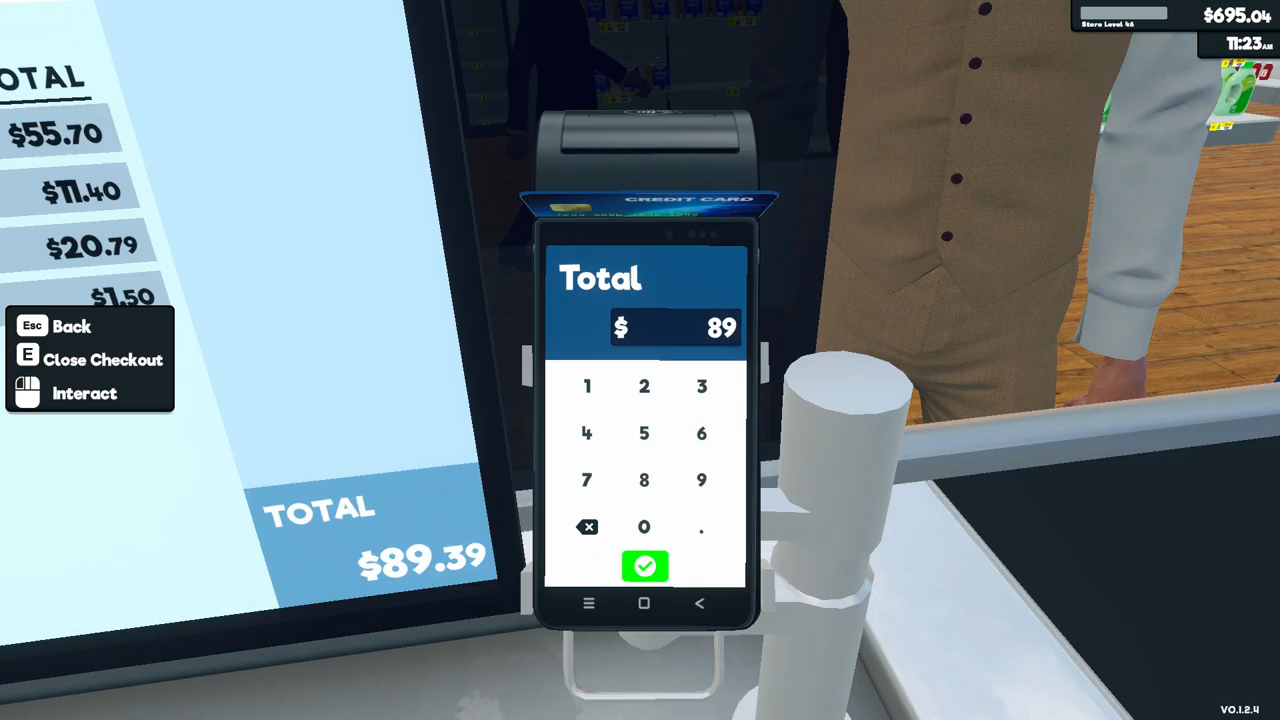 OTAL
$55.70
$11.40
$20.79
$1.50
Esc Back
E Close Checkout
Interact
TOTAL
$89.39
CREDIT CARD
Total
$ 89
1 2 3
4 5 6
7 8 9
0 .
$695.04
Store Level 46
11:23AM
V0.1.2.4